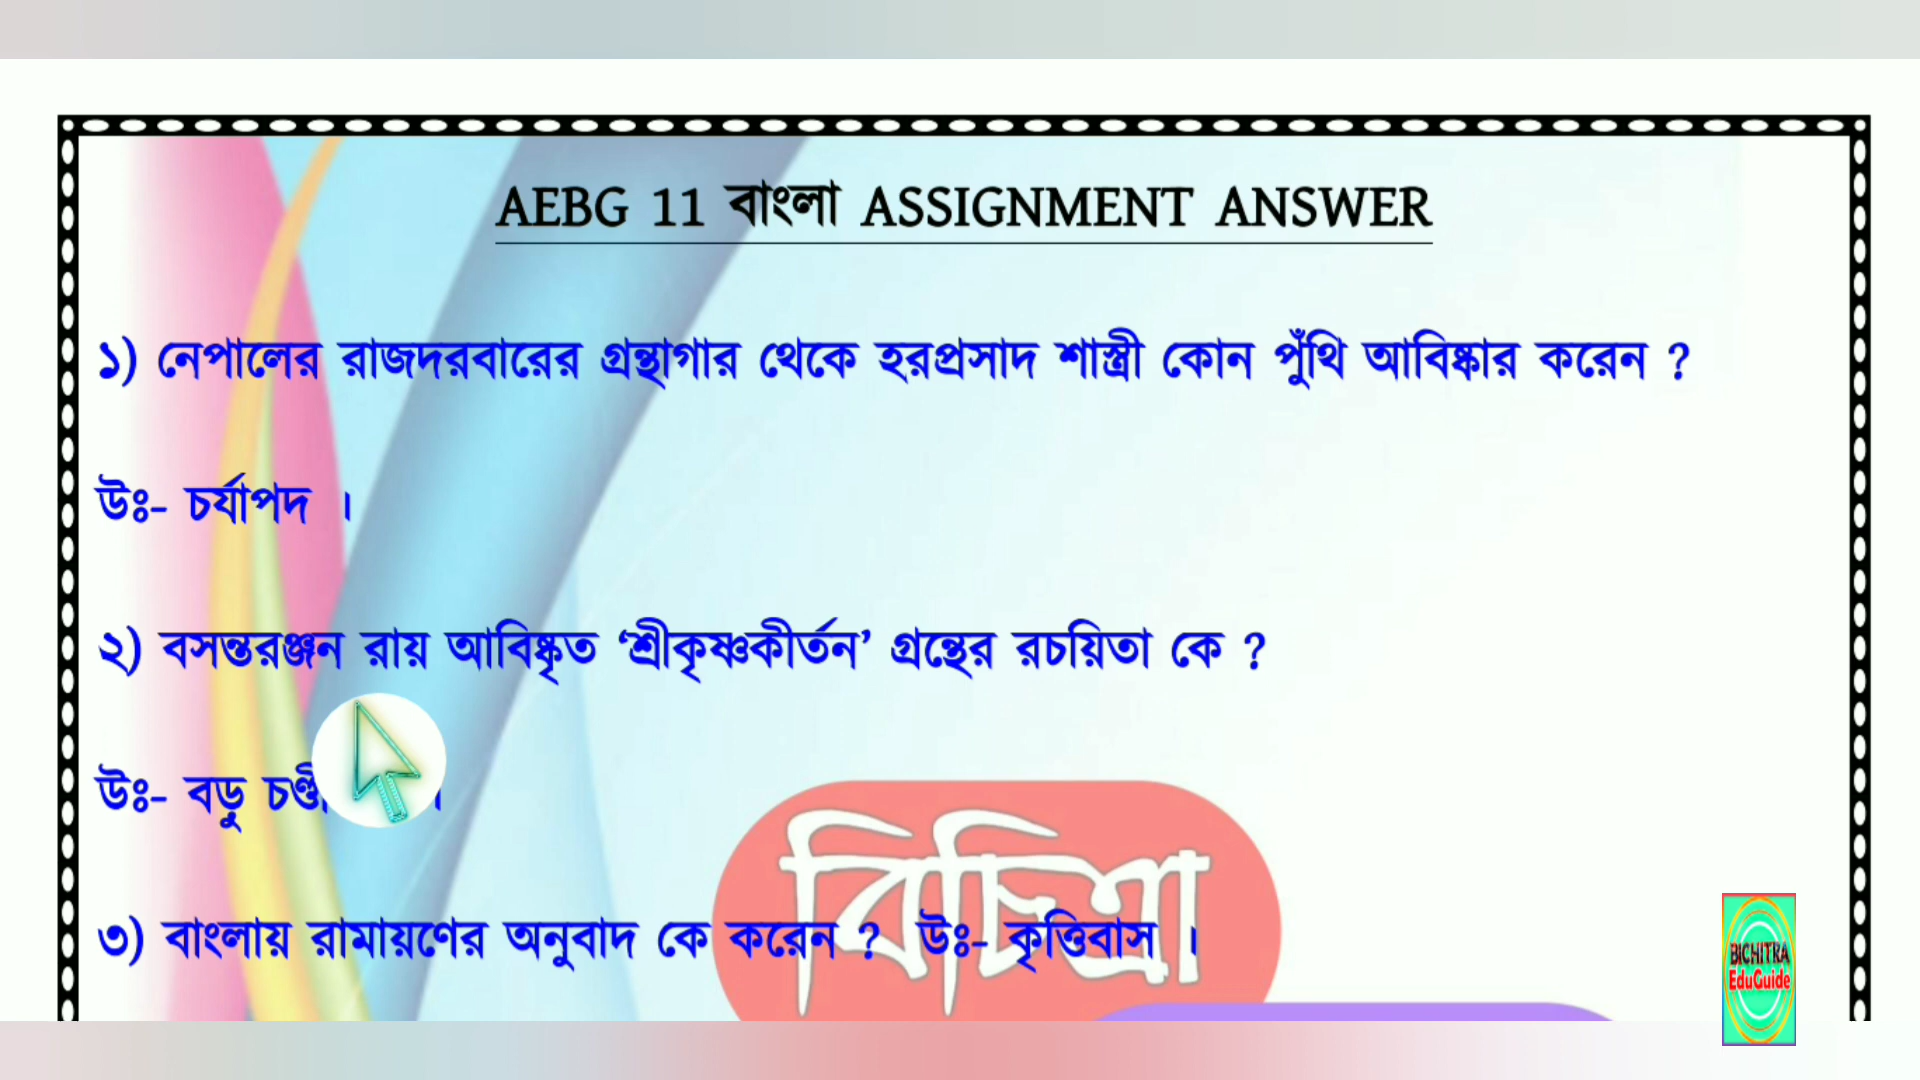 AEBG 11 বাংলা ASSIGNMENT ANSWER
১) নেপালের রাজদরবারের গ্রন্থাগার থেকে হরপ্রসাদ শাস্ত্রী কোন পুঁথি আবিষ্কার করেন ?
উঃ- চর্যাপদ ।
২) বসন্তরঞ্জন রায় আবিষ্কৃত ‘শ্রীকৃষ্ণকীর্তন’ গ্রন্থের রচয়িতা কে ?
উঃ- বড়ু চণ্ডী ।
৩) বাংলায় রামায়ণের অনুবাদ কে করেন ? উঃ- কৃত্তিবাস ।
বিচিত্রা
BICHITRA
EduGuide